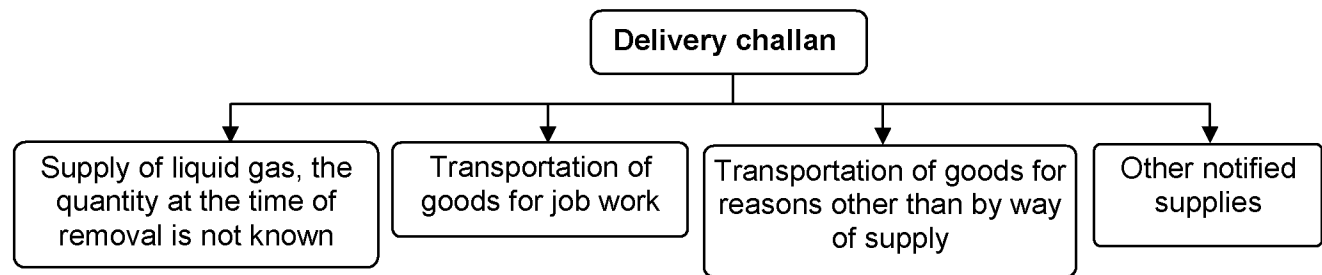 Delivery challan
Supply of liquid gas, the
quantity at the time of
removal is not known
Transportation of
goods for job work
Transportation of goods for
reasons other than by way
of supply
Other notified
supplies